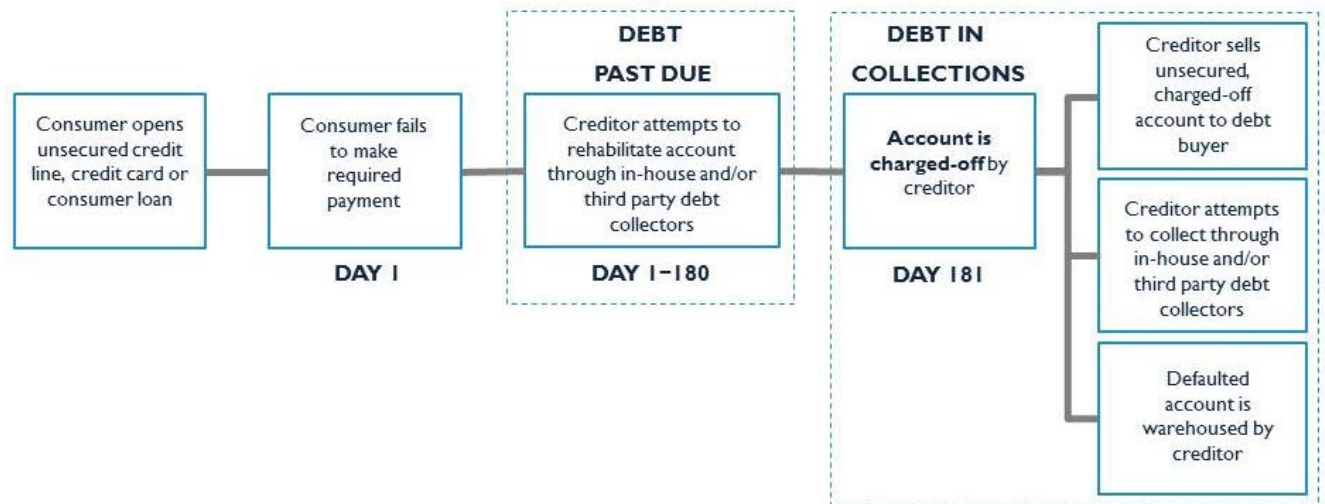 Consumer opens
unsecured credit
line, credit card or
consumer loan
Consumer fails
to make
required
payment
DAY 1
DEBT
PAST DUE
Creditor attempts to
rehabilitate account
through in-house and/or
third party debt
collectors
DAY 1–180
DEBT IN
COLLECTIONS
Account is
charged-off by
creditor
DAY 181
Creditor sells
unsecured,
charged-off
account to debt
buyer
Creditor attempts
to collect through
in-house and/or
third party debt
collectors
Defaulted
account is
warehoused by
creditor